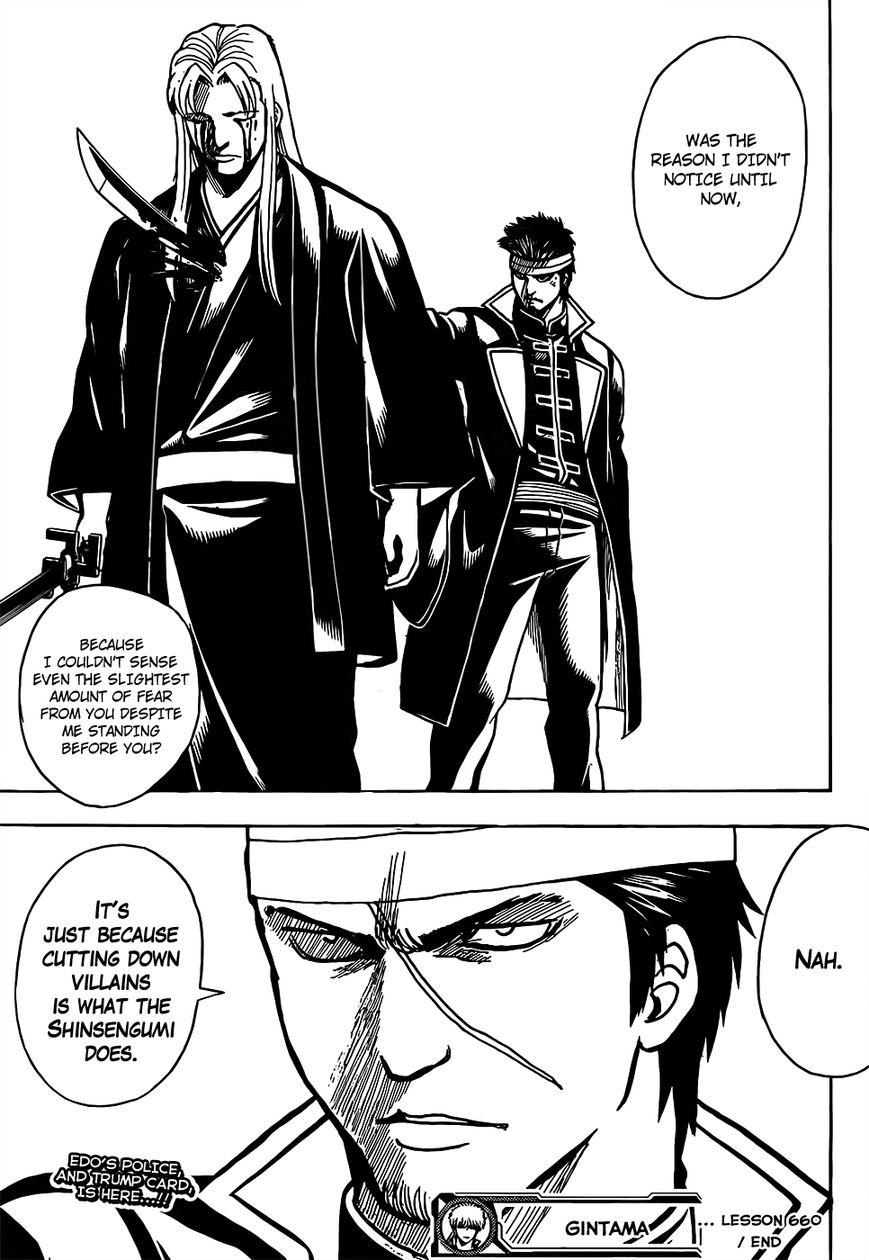 WAS THE
REASON I DIDN'T
NOTICE UNTIL
NOW,
BECAUSE
I COULDN'T SENSE
EVEN THE SLIGHTEST
AMOUNT OF FEAR
FROM YOU DESPITE
ME STANDING
BEFORE YOU?
NAH.
IT'S
JUST BECAUSE
CUTTING DOWN
VILLAINS
IS WHAT THE
SHINSENGUMI
DOES.
EDO'S POLICE,
AND TRUMP CARD,
IS HERE...!!
GINTAMA
... LESSON 660
/ END